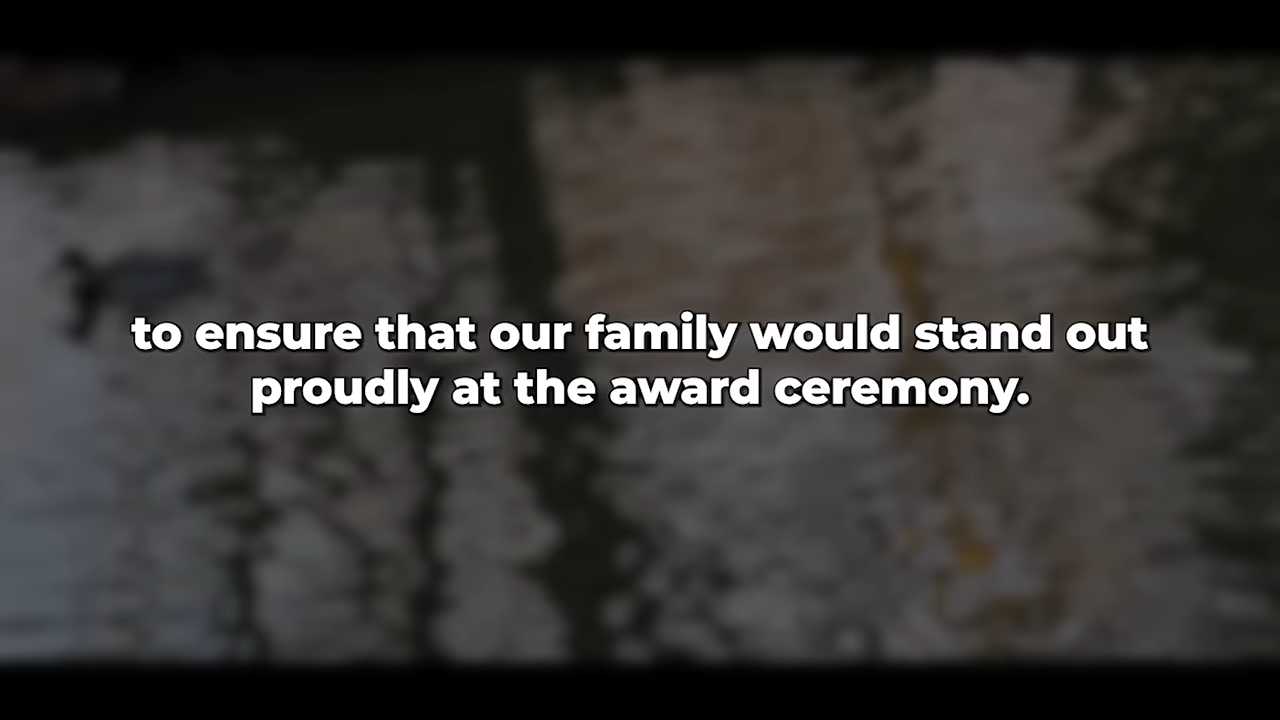 to ensure that our family would stand out
proudly at the award ceremony.